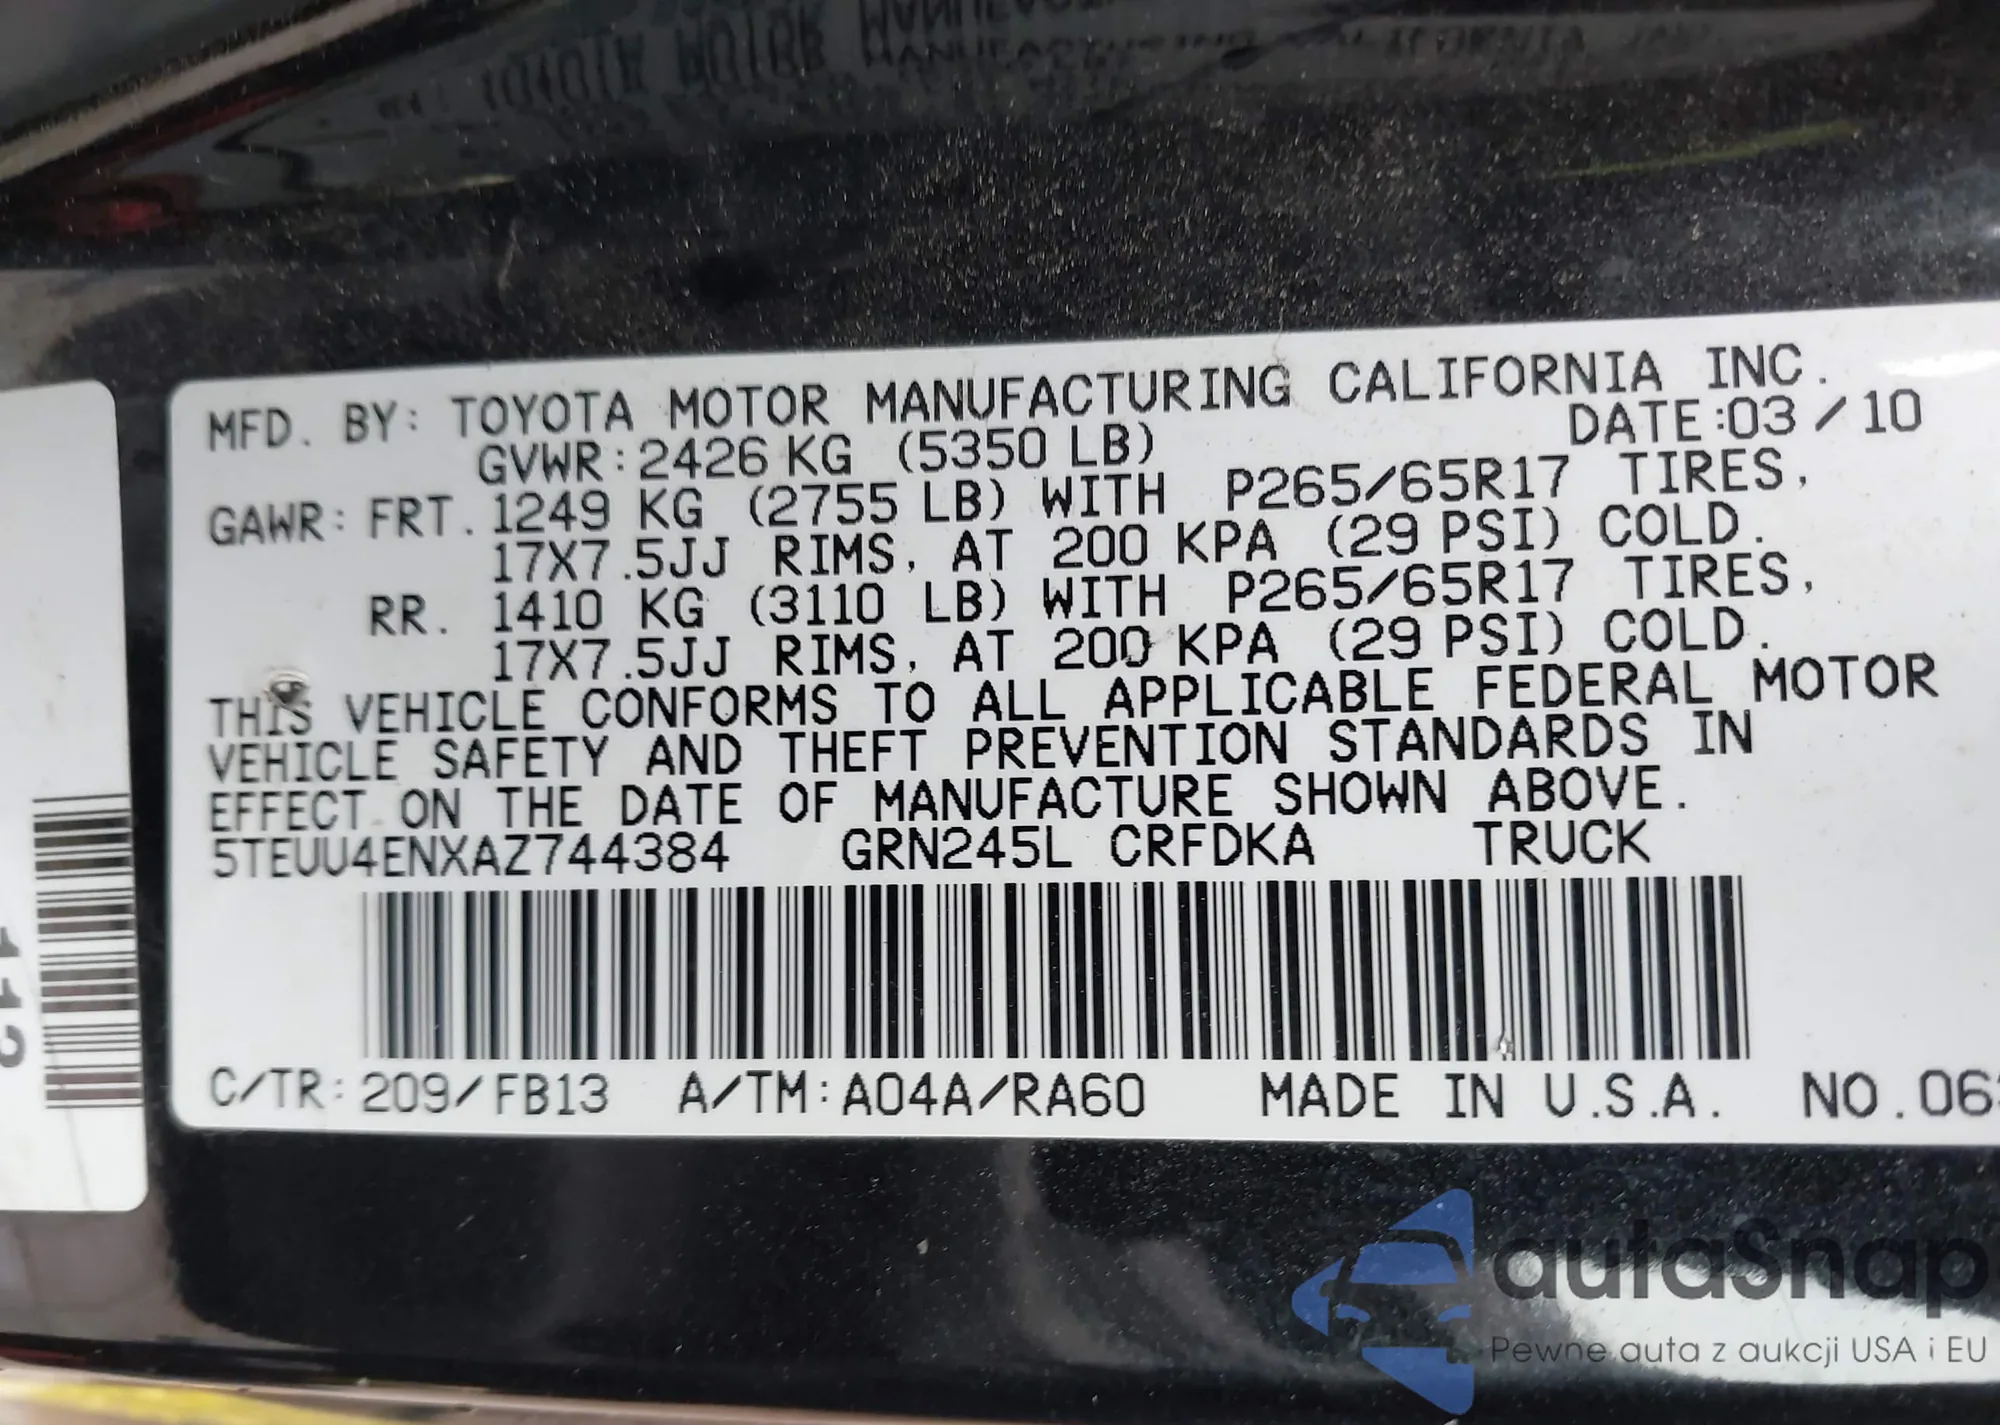 MFD. BY: TOYOTA MOTOR MANUFACTURING CALIFORNIA INC.
GVWR: 2426 KG (5350 LB) DATE:03/10
GAWR: FRT. 1249 KG (2755 LB) WITH P265/65R17 TIRES,
17X7.5JJ RIMS, AT 200 KPA (29 PSI) COLD.
RR. 1410 KG (3110 LB) WITH P265/65R17 TIRES,
17X7.5JJ RIMS, AT 200 KPA (29 PSI) COLD.
THIS VEHICLE CONFORMS TO ALL APPLICABLE FEDERAL MOTOR
VEHICLE SAFETY AND THEFT PREVENTION STANDARDS IN
EFFECT ON THE DATE OF MANUFACTURE SHOWN ABOVE.
5TEUU4ENXAZ744384 GRN245L CRFDKA TRUCK
C/TR: 209/FB13 A/TM: A04A/RA60 MADE IN U.S.A. NO.
112
autaSnap
Pewne auta z aukcji USA i EU